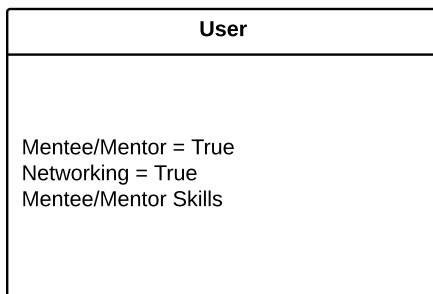 User
Mentee/Mentor = True
Networking = True
Mentee/Mentor Skills